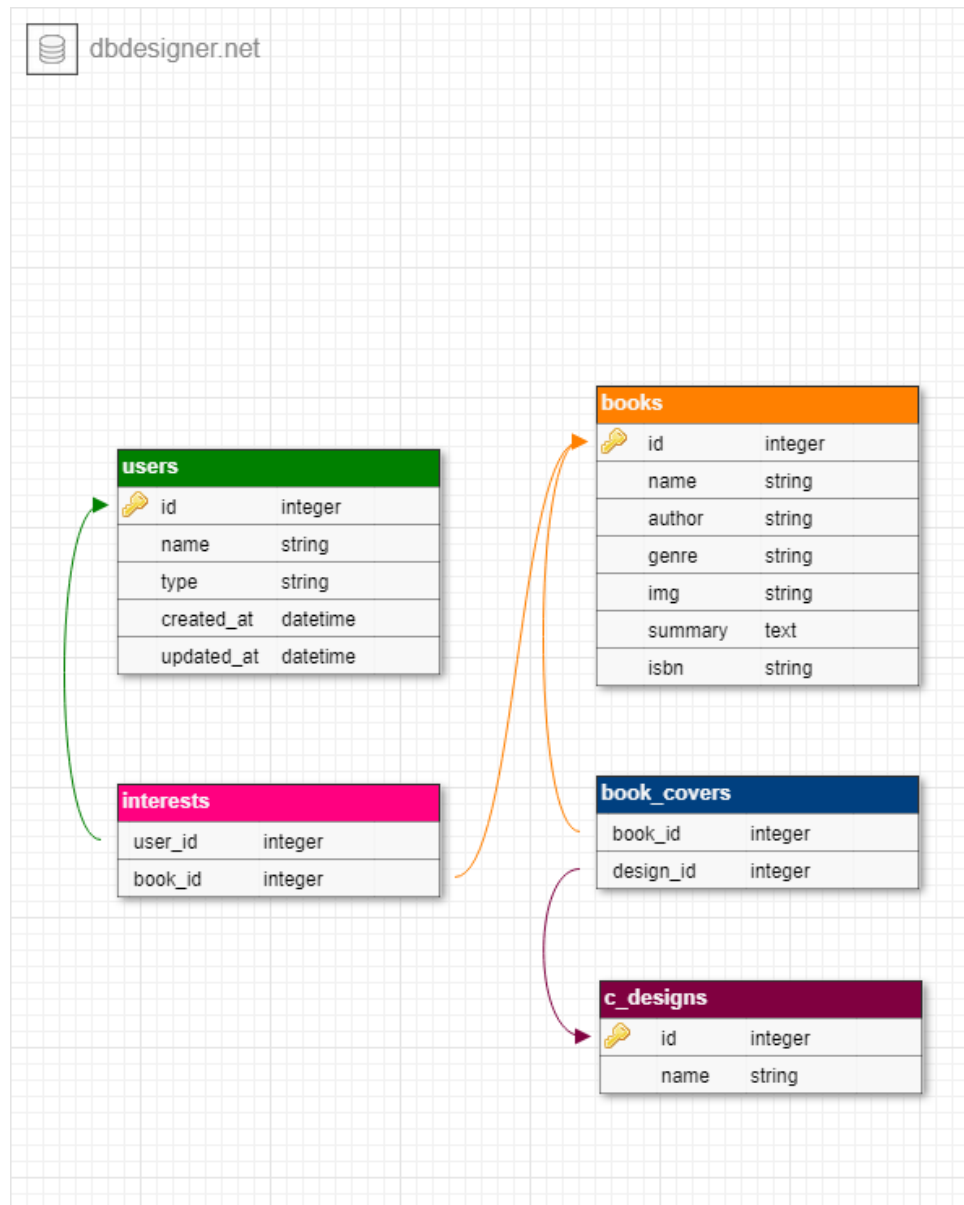 dbdesigner.net
users
id integer
name string
type string
created_at datetime
updated_at datetime
interests
user_id integer
book_id integer
books
id integer
name string
author string
genre string
img string
summary text
isbn string
book_covers
book_id integer
design_id integer
c_designs
id integer
name string